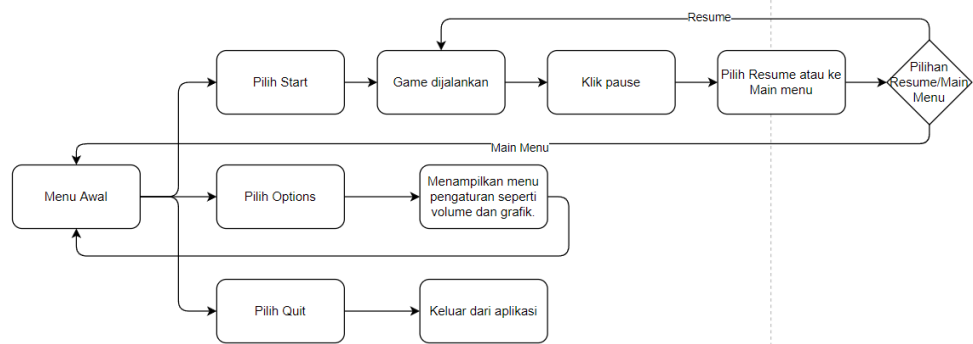 Resume
Pilih Start
Game dijalankan
Klik pause
Pilih Resume atau ke
Main menu
Pilihan
Resume/Main
Menu
Main Menu
Menu Awal
Pilih Options
Menampilkan menu
pengaturan seperti
volume dan grafik.
Pilih Quit
Keluar dari aplikasi